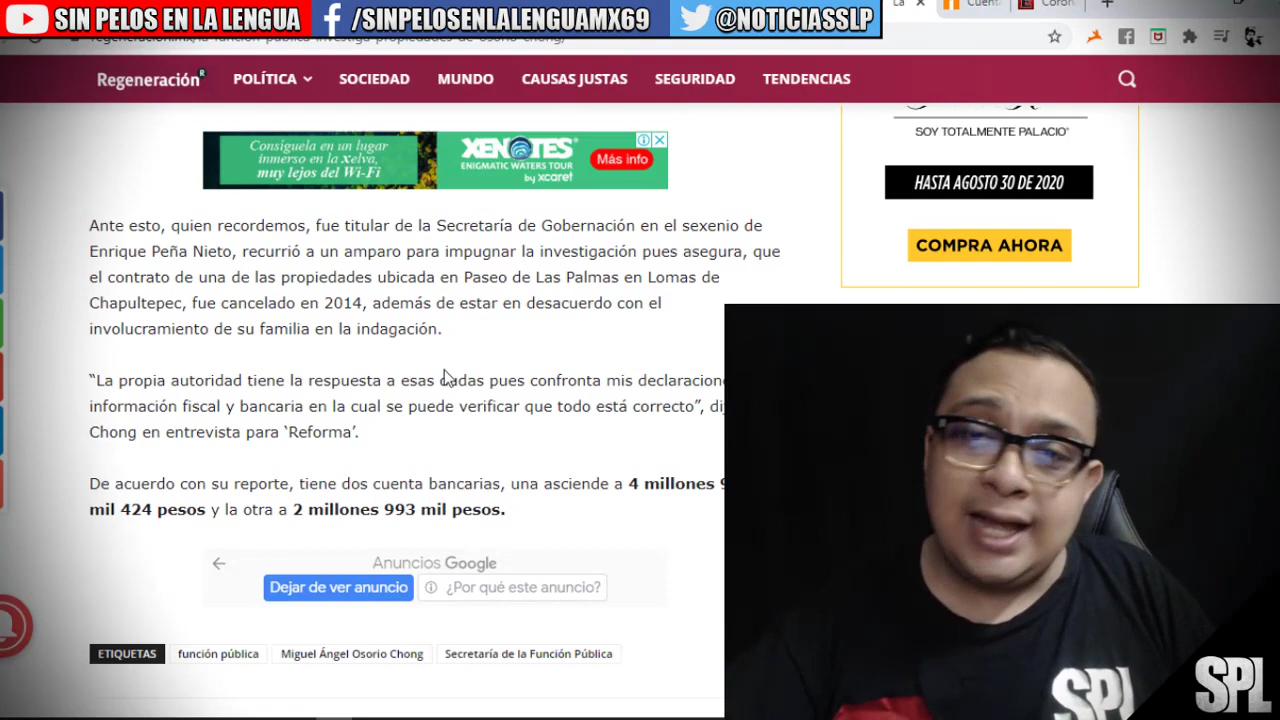 SIN PELOS EN LA LENGUA /SINPELOSENLALENGUAMX69 @NOTICIASSLP
Regeneración POLÍTICA SOCIEDAD MUNDO CAUSAS JUSTAS SEGURIDAD TENDENCIAS
Consíguela en un lugar
inmerso en la xelva,
muy lejos del Wi-Fi
XENOTES
ENIGMATIC WATERS TOUR
by xcaret
Más info
SOY TOTALMENTE PALACIO
HASTA AGOSTO 30 DE 2020
COMPRA AHORA
Ante esto, quien recordemos, fue titular de la Secretaría de Gobernación en el sexenio de
Enrique Peña Nieto, recurrió a un amparo para impugnar la investigación pues asegura, que
el contrato de una de las propiedades ubicada en Paseo de Las Palmas en Lomas de
Chapultepec, fue cancelado en 2014, además de estar en desacuerdo con el
involucramiento de su familia en la indagación.
“La propia autoridad tiene la respuesta a esas dudas pues confronta mis
información fiscal y bancaria en la cual se puede verificar que todo está correcto”,
Chong en entrevista para ‘Reforma’.
De acuerdo con su reporte, tiene dos cuenta bancarias, una asciende a 4 millones
mil 424 pesos y la otra a 2 millones 993 mil pesos.
Anuncios Google
Dejar de ver anuncio ¿Por qué este anuncio?
ETIQUETAS función pública Miguel Ángel Osorio Chong Secretaría de la Función Pública
SPL
SPL